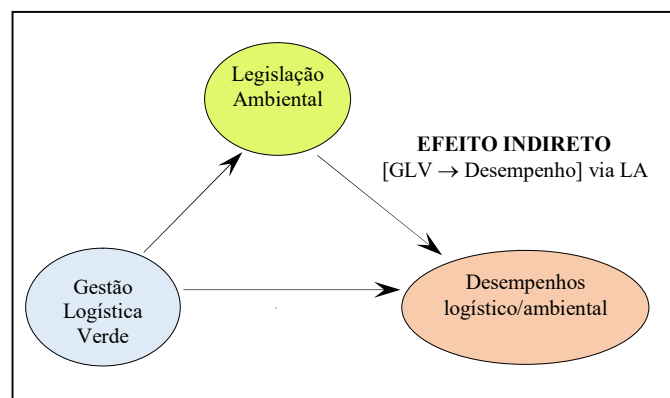 Legislação
Ambiental
EFEITO INDIRETO
[GLV → Desempenho] via LA
Gestão
Logística
Verde
Desempenhos
logístico/ambiental